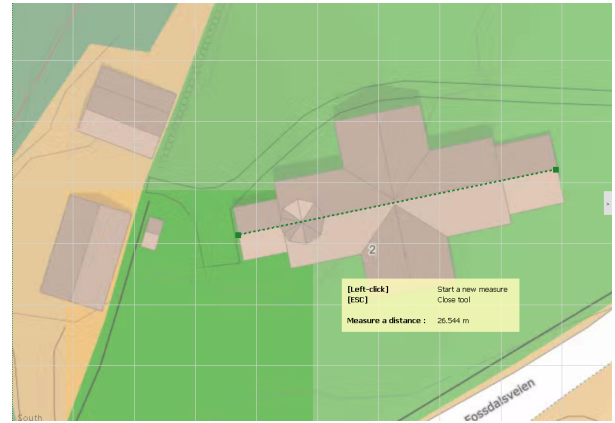 2
[Left-click] Start a new measure
[ESC] Close tool
Measure a distance : 26.544 m
Fossdalsveien
South